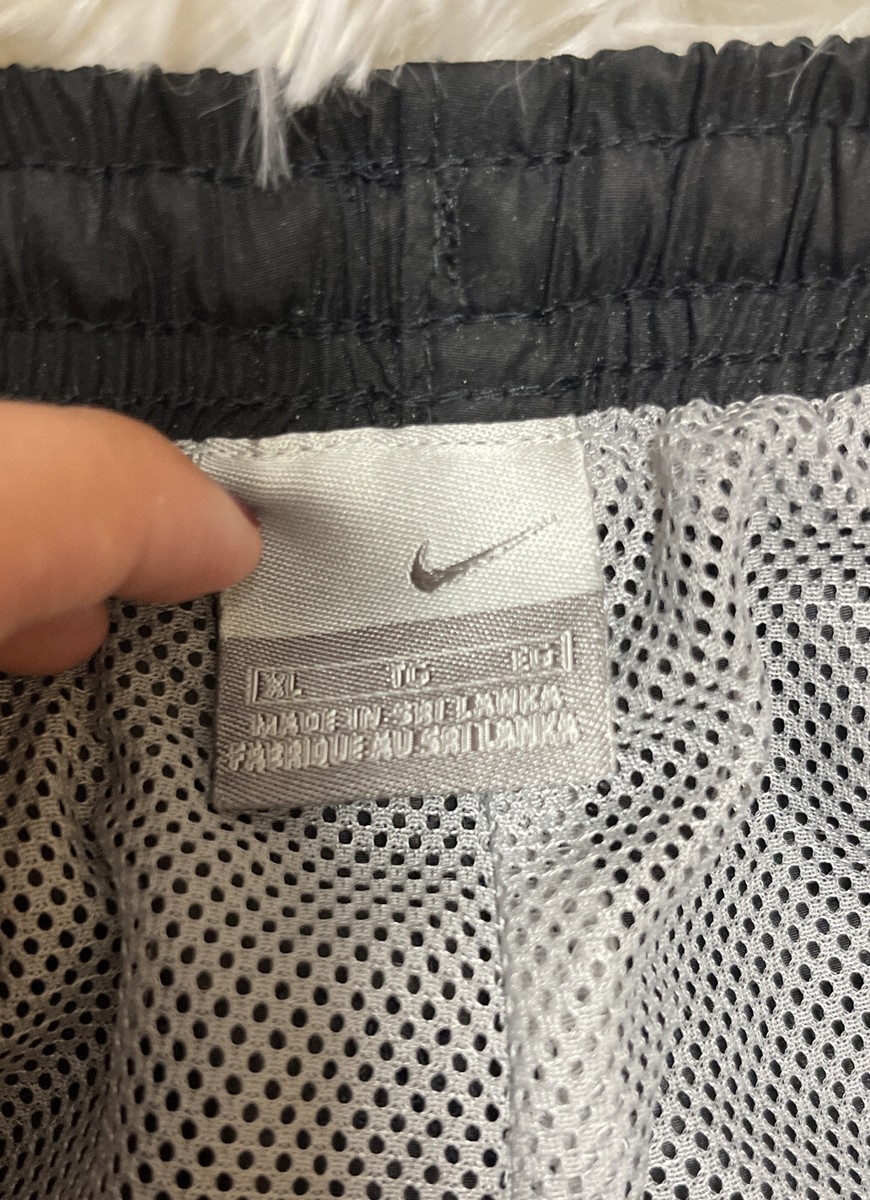 XL TG EG
MADE IN SRI LANKA
FABRIQUE AU SRI LANKA